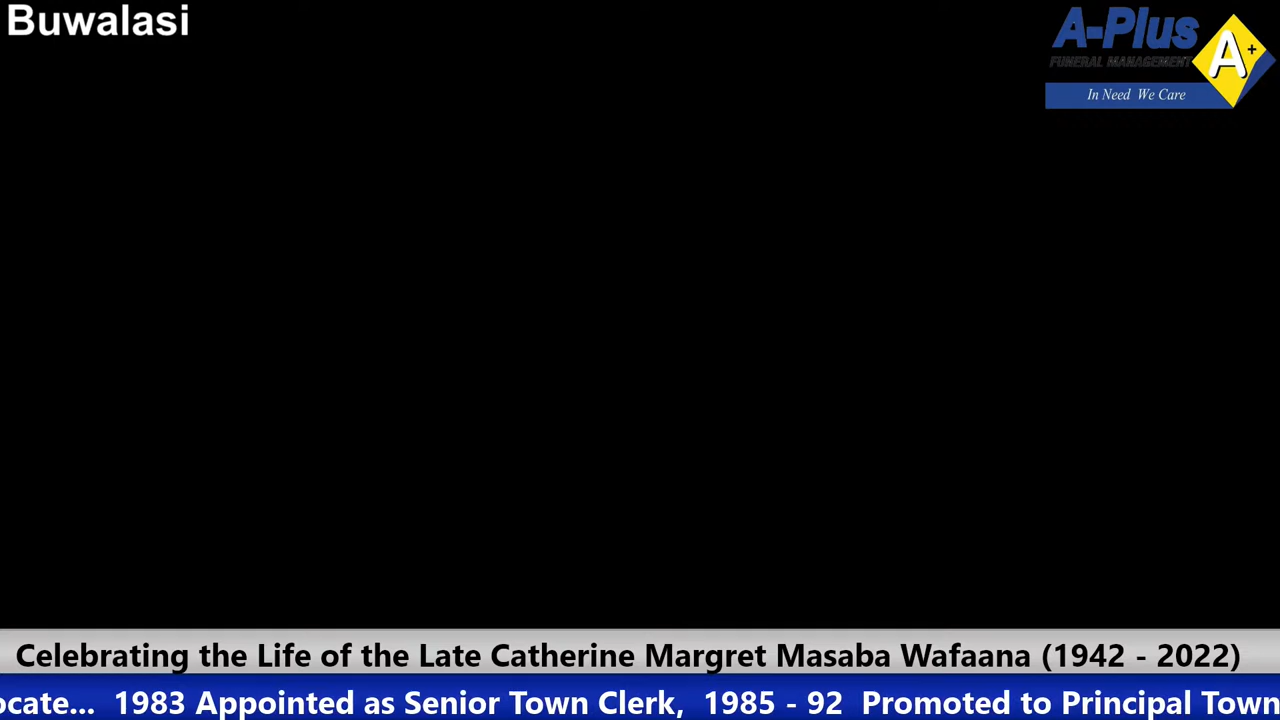 Buwalasi
A-Plus
FUNERAL MANAGEMENT
A+
In Need We Care
Celebrating the Life of the Late Catherine Margret Masaba Wafaana (1942 - 2022)
ocate... 1983 Appointed as Senior Town Clerk, 1985 - 92 Promoted to Principal Town